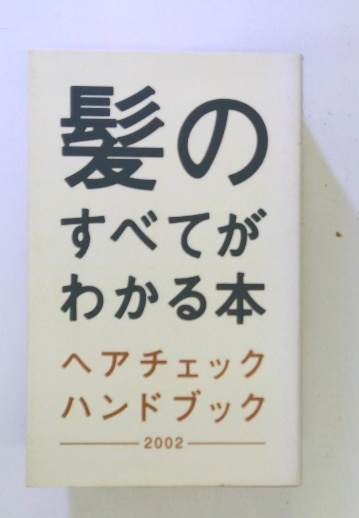 髪の
すべてが
わかる本
ヘアチェック
ハンドブック
2002